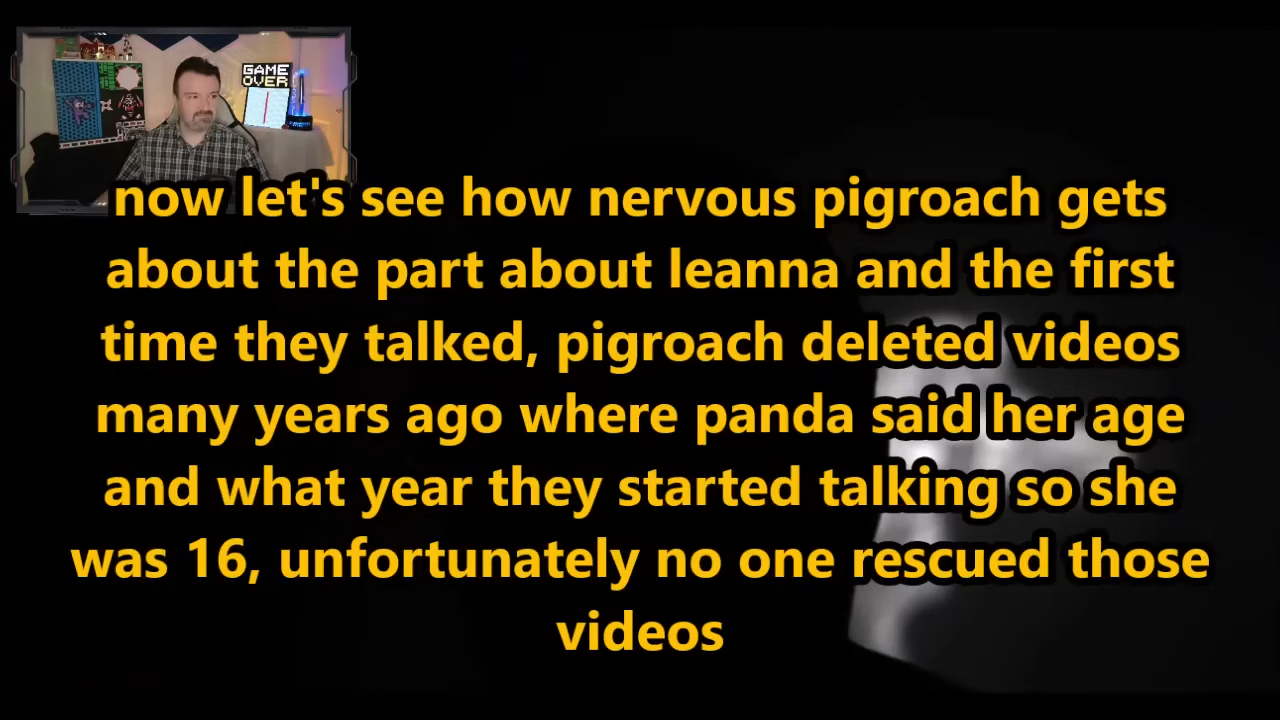 GAME
OVER
now let's see how nervous pigroach gets
about the part about leanna and the first
time they talked, pigroach deleted videos
many years ago where panda said her age
and what year they started talking so she
was 16, unfortunately no one rescued those
videos